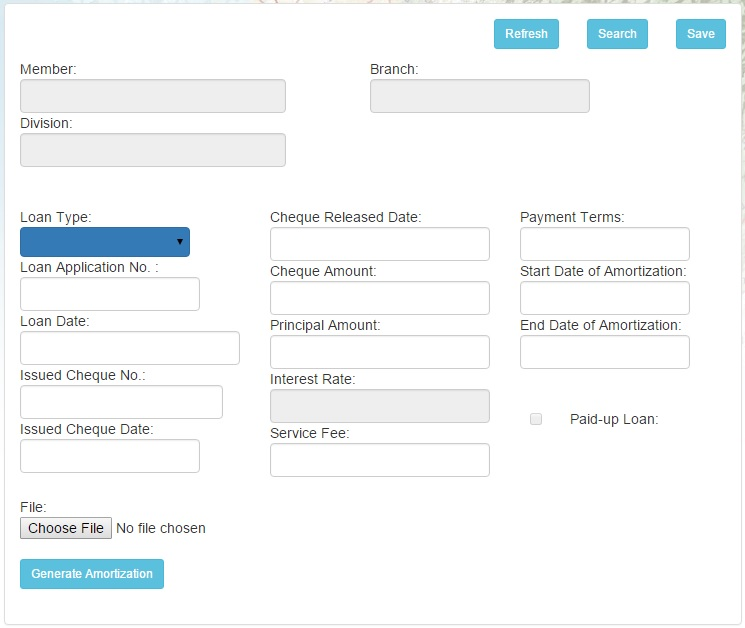 Refresh Search Save
Member: Branch:
Division:
Loan Type: Cheque Released Date: Payment Terms:
Loan Application No. : Cheque Amount: Start Date of Amortization:
Loan Date: Principal Amount: End Date of Amortization:
Issued Cheque No.: Interest Rate:
Paid-up Loan:
Issued Cheque Date: Service Fee:
File:
Choose File No file chosen
Generate Amortization